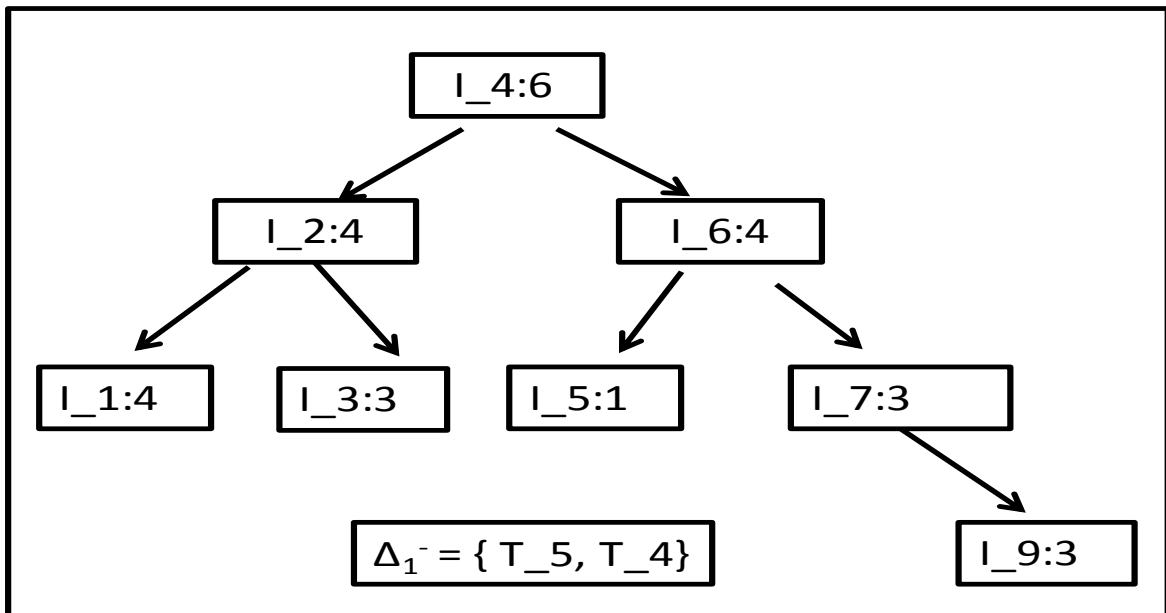 I_4:6
I_2:4
I_6:4
I_1:4
I_3:3
I_5:1
I_7:3
Δ₁⁻ = { T_5, T_4}
I_9:3